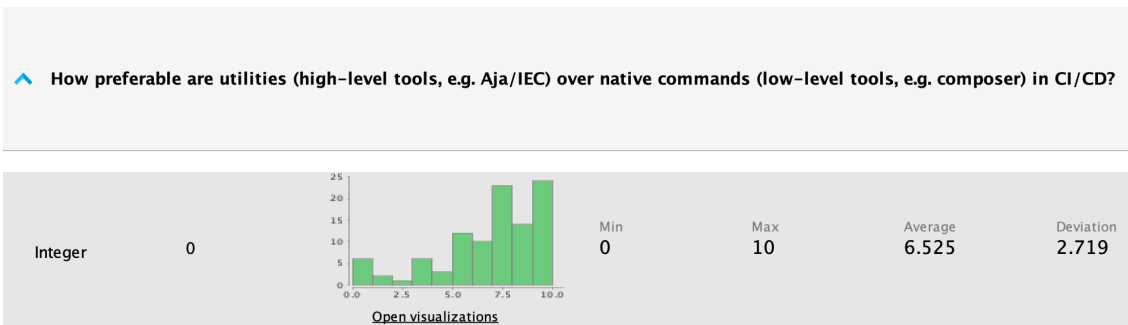 How preferable are utilities (high-level tools, e.g. Aja/IEC) over native commands (low-level tools, e.g. composer) in CI/CD?
Integer
0
25
20
15
10
5
0
0.0 2.5 5.0 7.5 10.0
Open visualizations
Min
0
Max
10
Average
6.525
Deviation
2.719